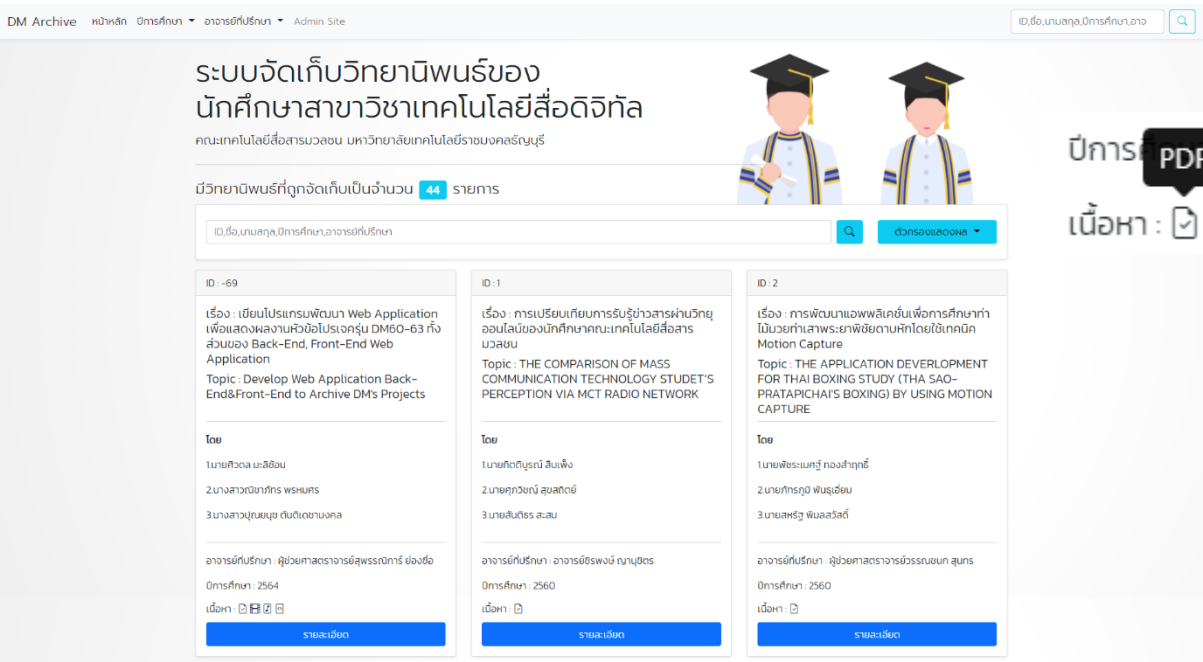 DM Archive หน้าหลัก ปีการศึกษา อาจารย์ที่ปรึกษา Admin Site
ID,ชื่อ,นามสกุล,ปีการศึกษา,อาจ
ระบบจัดเก็บวิทยานิพนธ์ของ
นักศึกษาสาขาวิชาเทคโนโลยีสื่อดิจิทัล
คณะเทคโนโลยีสื่อสารมวลชน มหาวิทยาลัยเทคโนโลยีราชมงคลธัญบุรี
มีวิทยานิพนธ์ที่ถูกจัดเก็บเป็นจำนวน 44 รายการ
ID,ชื่อ,นามสกุล,ปีการศึกษา,อาจารย์ที่ปรึกษา
ตัวกรองแสดงผล
ID : -69
เรื่อง : เขียนโปรแกรมพัฒนา Web Application
เพื่อแสดงผลงานหัวข้อโปรเจครุ่น DM60-63 ทั้ง
ส่วนของ Back-End, Front-End Web
Application
Topic : Develop Web Application Back-
End&Front-End to Archive DM's Projects
โดย
1.นายศิวดล มะลิซ้อน
2.นางสาวณิชาภัทร พรหมศร
3.นางสาวปุณยนุช ตันติเดชามงคล
อาจารย์ที่ปรึกษา : ผู้ช่วยศาสตราจารย์สุพรรณิการ์ ย่องซื่อ
ปีการศึกษา : 2564
เนื้อหา :
รายละเอียด
ID : 1
เรื่อง : การเปรียบเทียบการรับรู้ข่าวสารผ่านวิทยุ
ออนไลน์ของนักศึกษาคณะเทคโนโลยีสื่อสาร
มวลชน
Topic : THE COMPARISON OF MASS
COMMUNICATION TECHNOLOGY STUDET'S
PERCEPTION VIA MCT RADIO NETWORK
โดย
1.นายกิตติบูรณ์ สืบเพ็ง
2.นายศุภวิชญ์ สุขสถิตย์
3.นายสันติธร สะสม
อาจารย์ที่ปรึกษา : อาจารย์ชิรพงษ์ ญานุชิตร
ปีการศึกษา : 2560
เนื้อหา :
รายละเอียด
ID : 2
เรื่อง : การพัฒนาแอพพลิเคชั่นเพื่อการศึกษาท่า
ไม้มวยท่าเสาพระยาพิชัยดาบหักโดยใช้เทคนิค
Motion Capture
Topic : THE APPLICATION DEVERLOPMENT
FOR THAI BOXING STUDY (THA SAO-
PRATAPICHAI'S BOXING) BY USING MOTION
CAPTURE
โดย
1.นายพัชระเมศฐ์ ทองสำฤทธิ์
2.นายภัทรภูมิ พันธุเอี่ยม
3.นายสหรัฐ พิมลสวัสดิ์
อาจารย์ที่ปรึกษา : ผู้ช่วยศาสตราจารย์วรรณชนก สุนทร
ปีการศึกษา : 2560
เนื้อหา :
รายละเอียด
PDF
เนื้อหา :